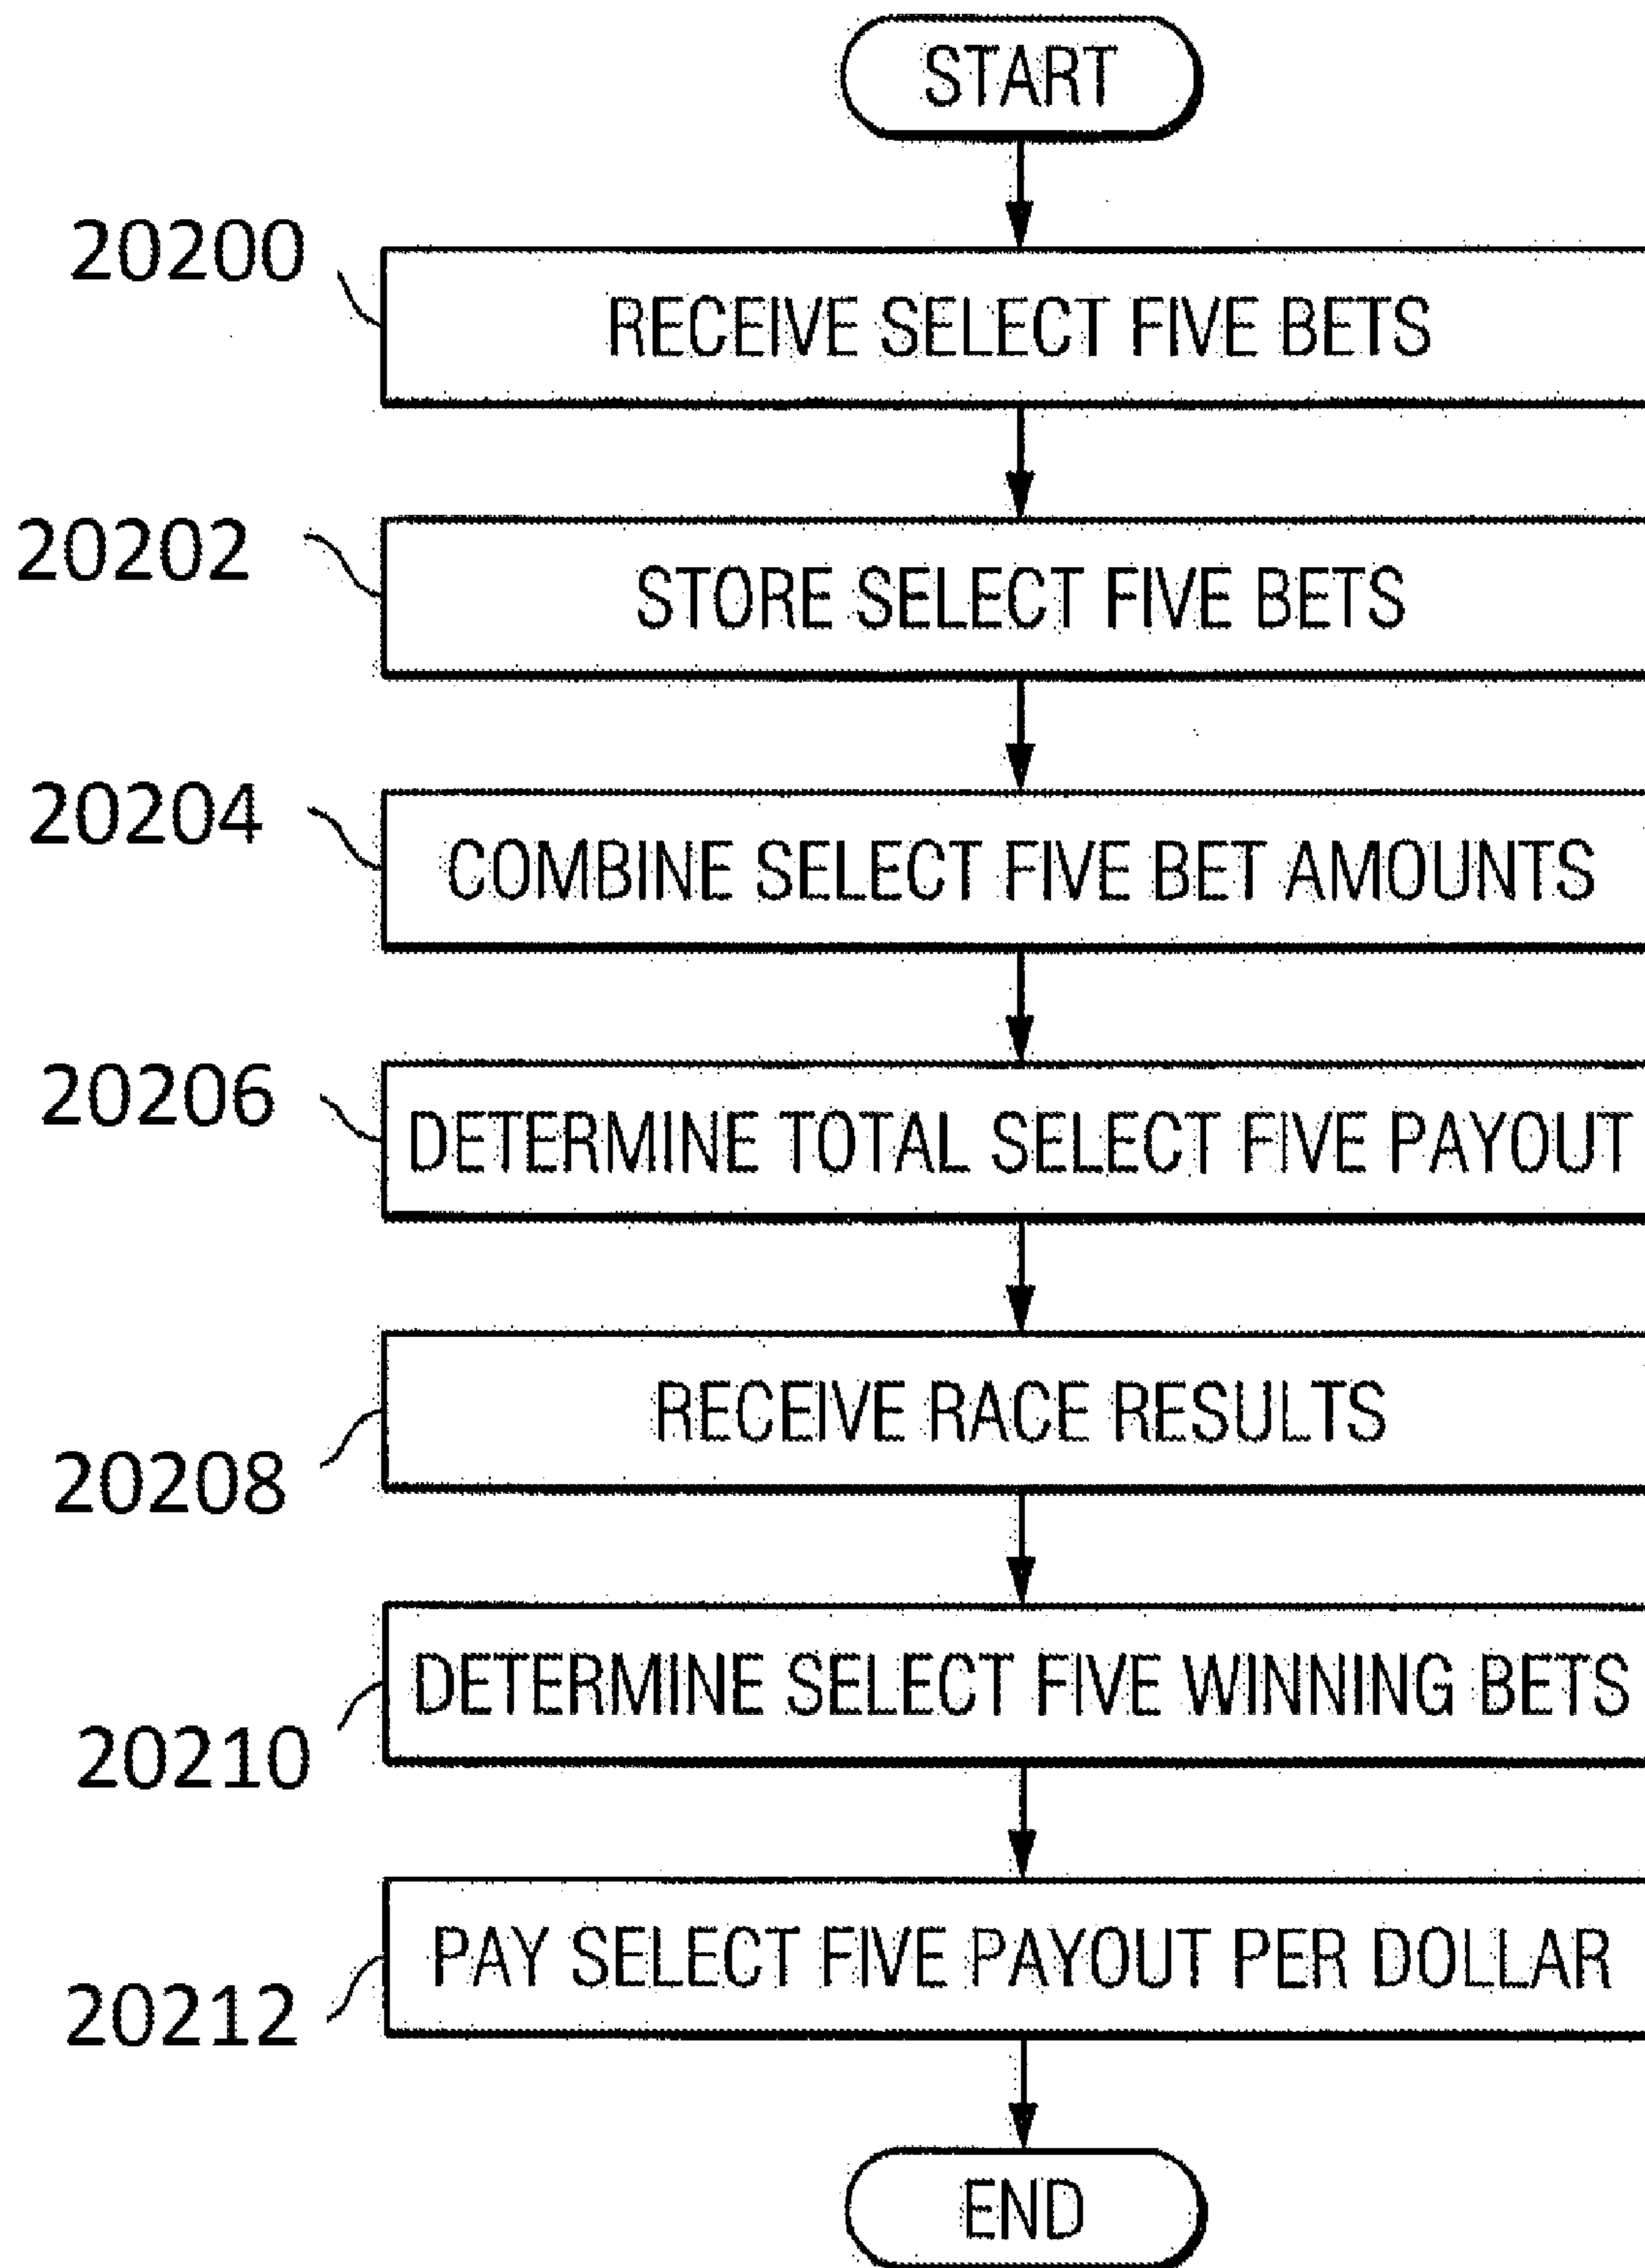 START
20200
RECEIVE SELECT FIVE BETS
20202
STORE SELECT FIVE BETS
20204
COMBINE SELECT FIVE BET AMOUNTS
20206
DETERMINE TOTAL SELECT FIVE PAYOUT
20208
RECEIVE RACE RESULTS
20210
DETERMINE SELECT FIVE WINNING BETS
20212
PAY SELECT FIVE PAYOUT PER DOLLAR
END